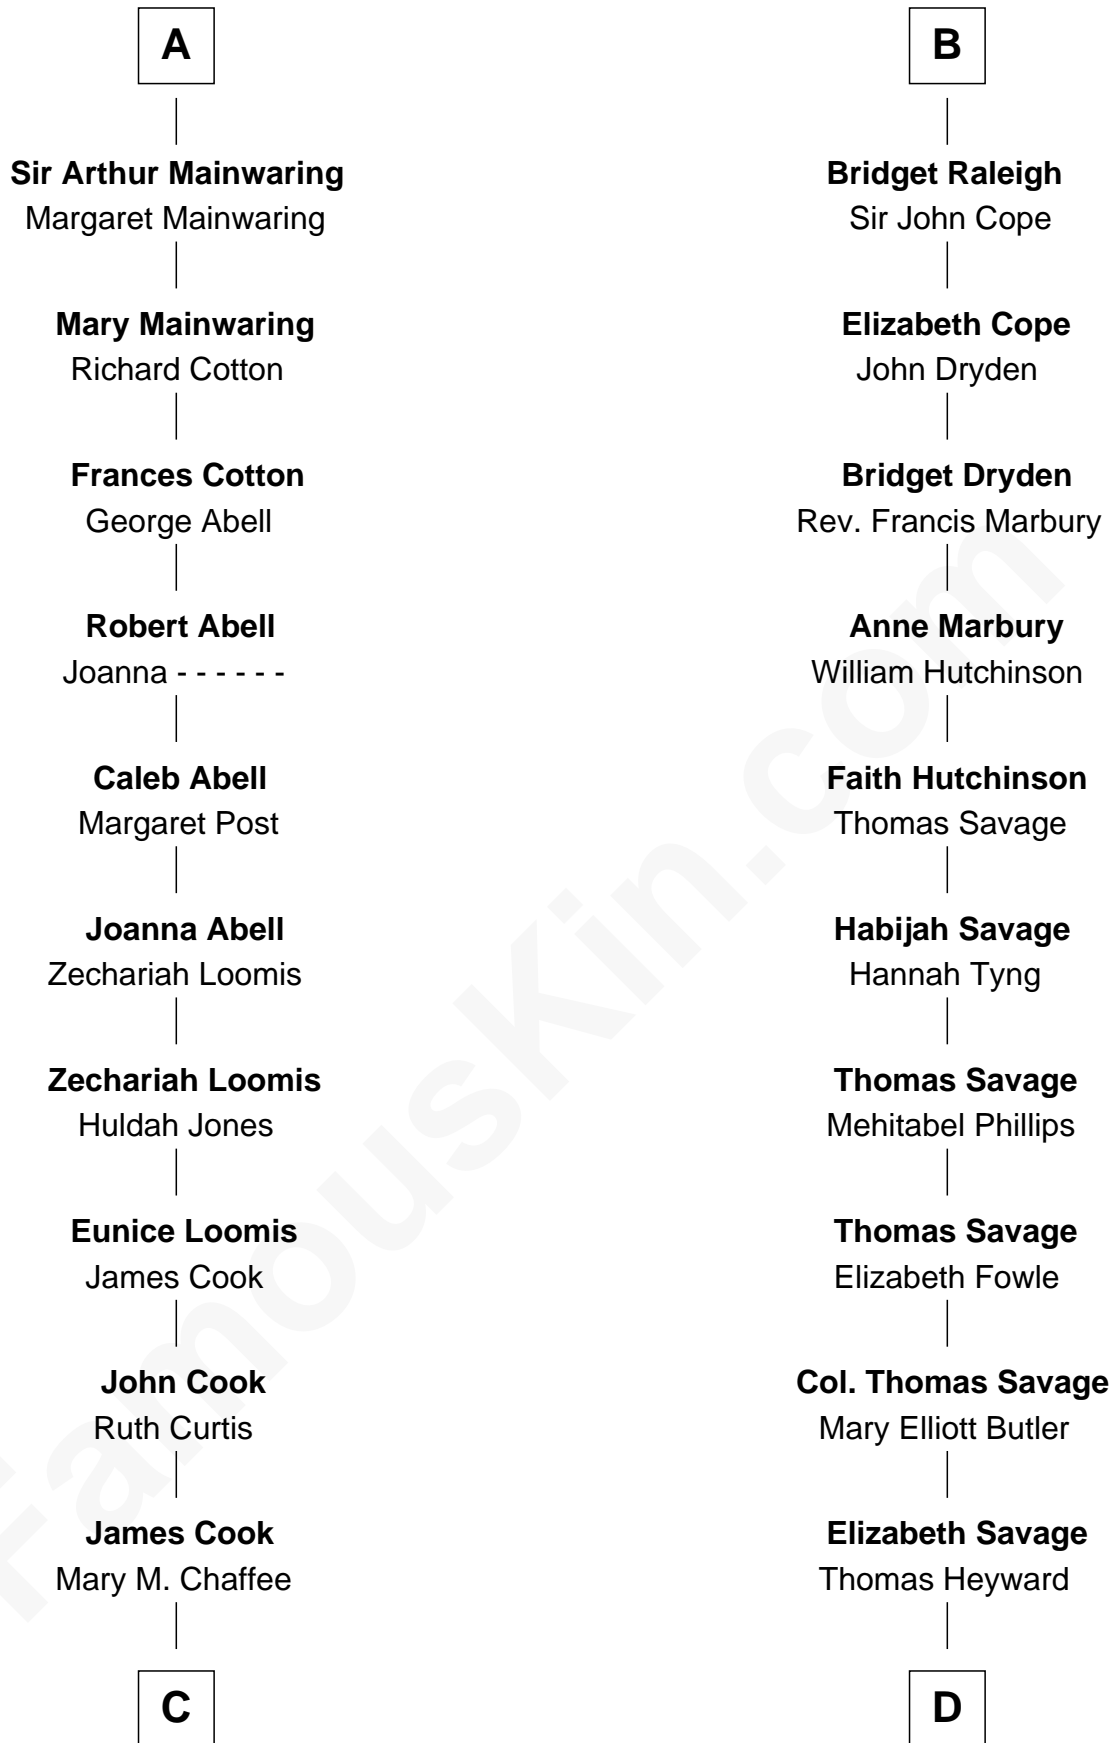 A
Sir Arthur Mainwaring
Margaret Mainwaring
Mary Mainwaring
Richard Cotton
Frances Cotton
George Abell
Robert Abell
Joanna - - - - - -
Caleb Abell
Margaret Post
Joanna Abell
Zechariah Loomis
Zechariah Loomis
Huldah Jones
Eunice Loomis
James Cook
John Cook
Ruth Curtis
James Cook
Mary M. Chaffee
C
B
Bridget Raleigh
Sir John Cope
Elizabeth Cope
John Dryden
Bridget Dryden
Rev. Francis Marbury
Anne Marbury
William Hutchinson
Faith Hutchinson
Thomas Savage
Habijah Savage
Hannah Tyng
Thomas Savage
Mehitabel Phillips
Thomas Savage
Elizabeth Fowle
Col. Thomas Savage
Mary Elliott Butler
Elizabeth Savage
Thomas Heyward
D
FamousKin.com